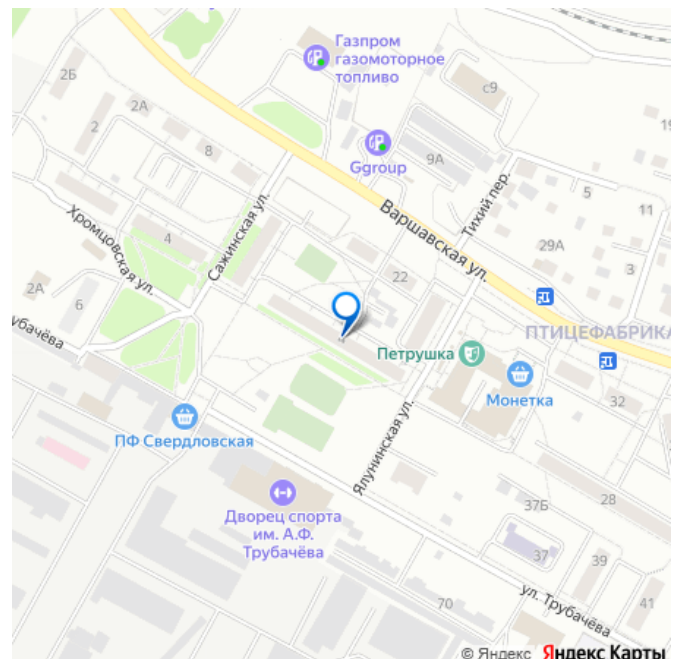 Газпром
газомоторное
топливо
с9
2Б
2А
2
8
Ggroup
9А
19
Тихий пер.
5
11
Варшавская ул.
29А
3
Хромцовская ул.
4
Сажинская ул.
22
2А
6
убачёва
ПТИЦЕФАБРИКА
Петрушка
Монетка
32
ПФ Свердловская
Ялунинская ул.
28
37Б
Дворец спорта
им. А.Ф.
Трубачёва
37
39
41
70
ул. Трубачёва
© Яндекс Яндекс Карты